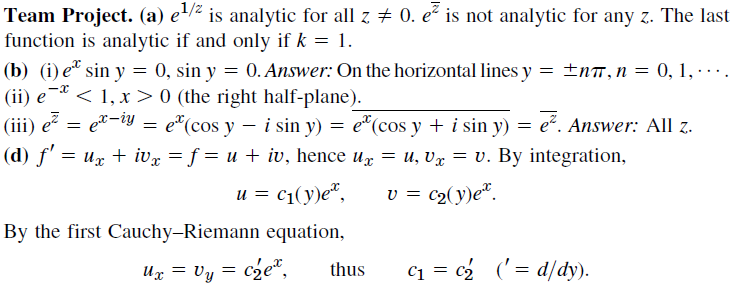 Team Project. (a) e^{1/z} is analytic for all z ≠ 0. e^{z̄} is not analytic for any z. The last
function is analytic if and only if k = 1.
(b) (i) e^x sin y = 0, sin y = 0. Answer: On the horizontal lines y = ±nπ, n = 0, 1, ⋯.
(ii) e^{−x} < 1, x > 0 (the right half-plane).
(iii) e^{z̄} = e^{x−iy} = e^x(cos y − i sin y) = \overline{e^x(cos y + i sin y)} = \overline{e^z}. Answer: All z.
(d) f′ = u_x + iv_x = f = u + iv, hence u_x = u, v_x = v. By integration,
u = c_1(y)e^x, v = c_2(y)e^x.
By the first Cauchy–Riemann equation,
u_x = v_y = c_2′e^x, thus c_1 = c_2′ (′ = d/dy).